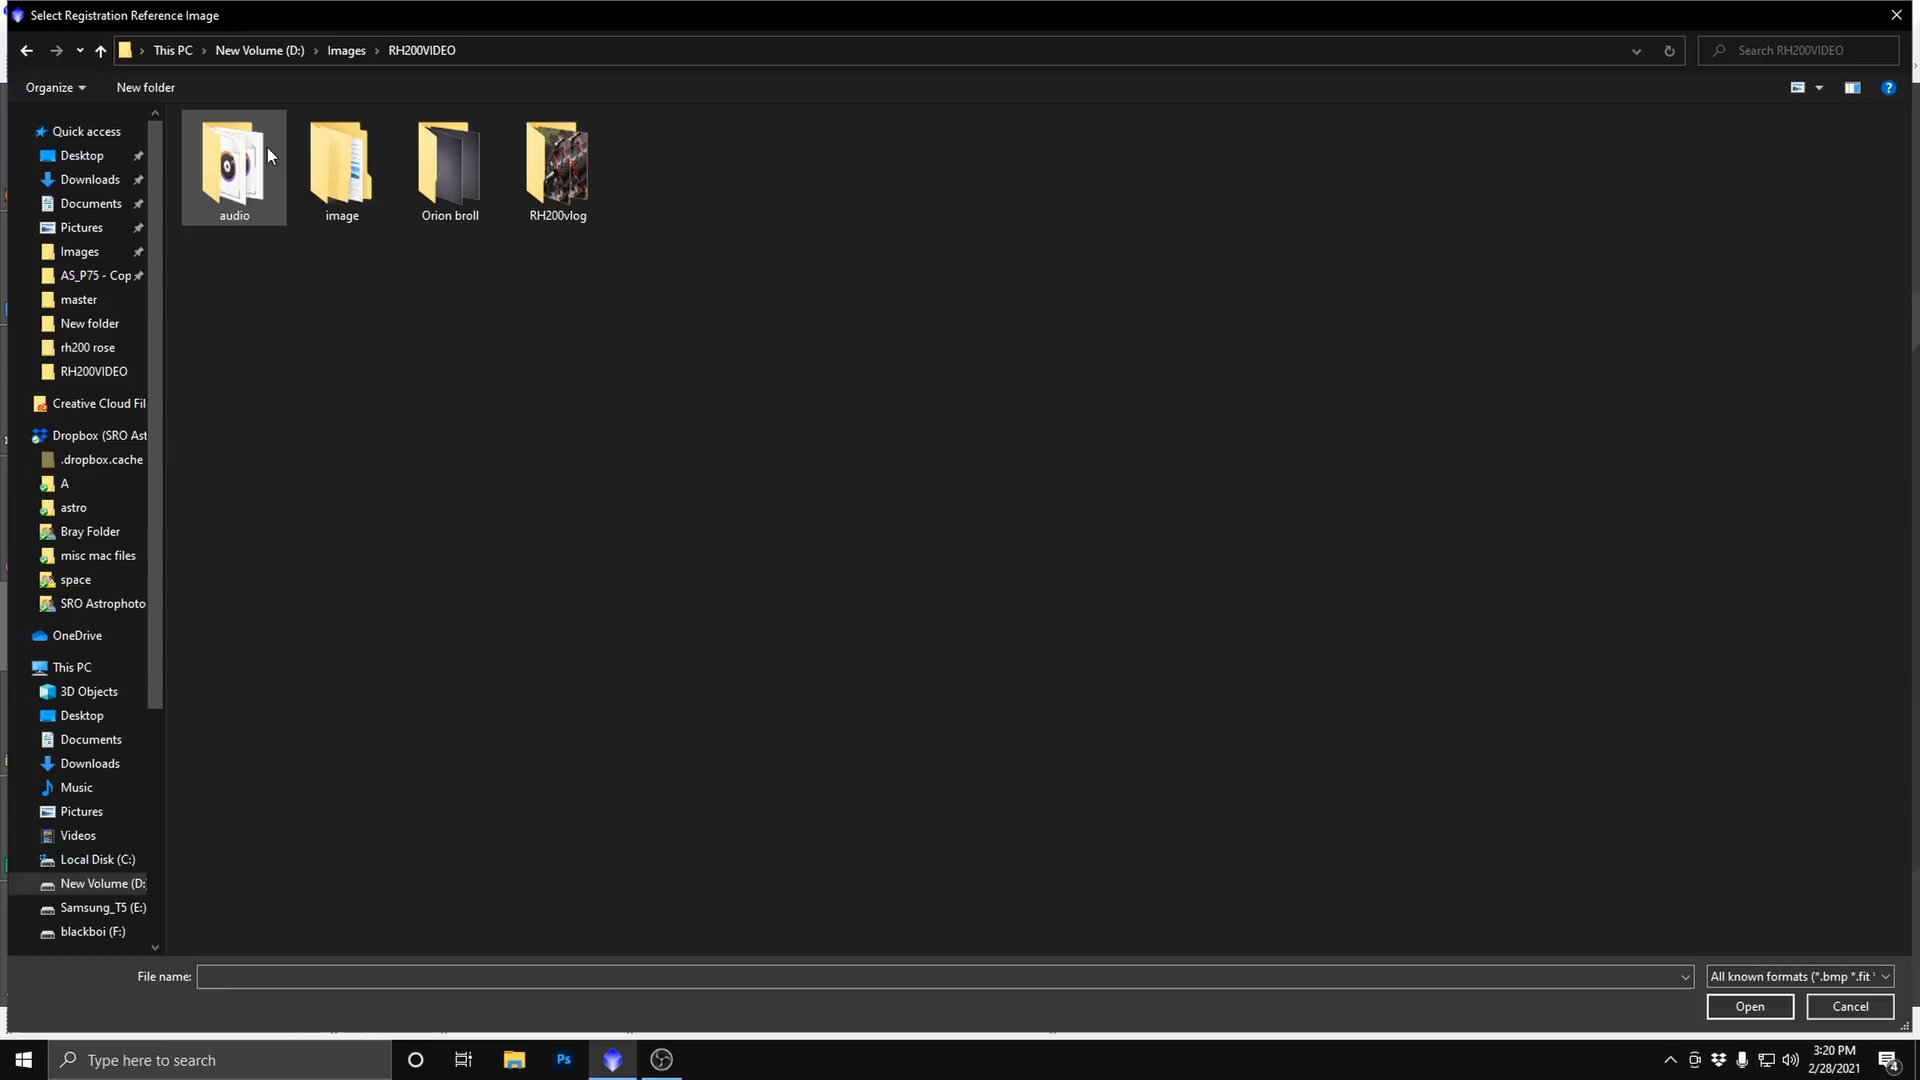 Select Registration Reference Image
This PC New Volume (D:) Images RH200VIDEO
Search RH200VIDEO
Organize New folder
Quick access
Desktop
Downloads
Documents
Pictures
Images
AS_P75 - Cop
master
New folder
rh200 rose
RH200VIDEO
Creative Cloud Fil
Dropbox (SRO Ast
.dropbox.cache
A
astro
Bray Folder
misc mac files
space
SRO Astrophoto
OneDrive
This PC
3D Objects
Desktop
Documents
Downloads
Music
Pictures
Videos
Local Disk (C:)
New Volume (D:
Samsung_T5 (E:)
blackboi (F:)
audio image Orion broll RH200vlog
File name:
All known formats (*.bmp *.fit
Open Cancel
Type here to search
Ps
3:20 PM
2/28/2021
4